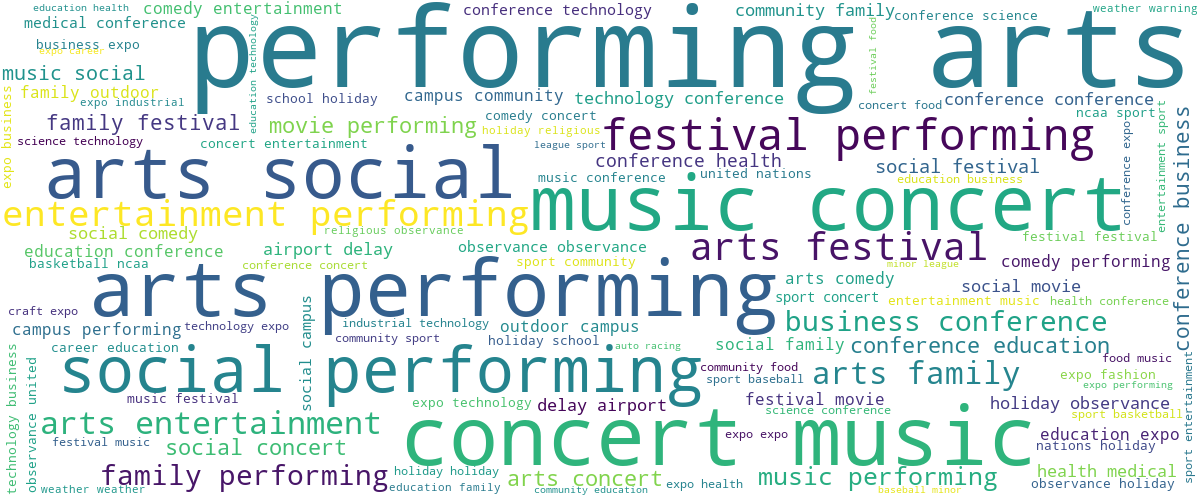 education health
comedy entertainment
conference technology
community family
conference science
weather warning
medical conference
business expo
expo career
performing arts
education technology
festival food
music social
family outdoor
expo industrial
school holiday
campus community
technology conference
concert food
conference conference
ncaa sport
expo business
family festival
movie performing
comedy concert
holiday religious
festival performing
science technology
concert entertainment
league sport
conference health
social festival
conference expo
entertainment sport
conference business
arts social
music conference
united nations
education business
music concert
entertainment performing
religious observance
social comedy
education conference
airport delay
observance observance
arts festival
festival festival
basketball ncaa
conference concert
sport community
minor league
comedy performing
arts performing
arts comedy
social movie
sport concert
entertainment music
health conference
craft expo
campus performing
technology expo
social campus
industrial technology
outdoor campus
business conference
community sport
holiday school
auto racing
social family
conference education
career education
social performing
community food
food music
sport baseball
arts family
expo fashion
expo performing
technology business
observance united
music festival
expo technology
delay airport
festival movie
science conference
holiday observance
sport basketball
sport entertainment
arts entertainment
concert music
expo expo
education expo
festival music
social concert
nations holiday
family performing
holiday holiday
arts concert
music performing
health medical
weather weather
education family
community education
expo health
baseball minor
observance holiday